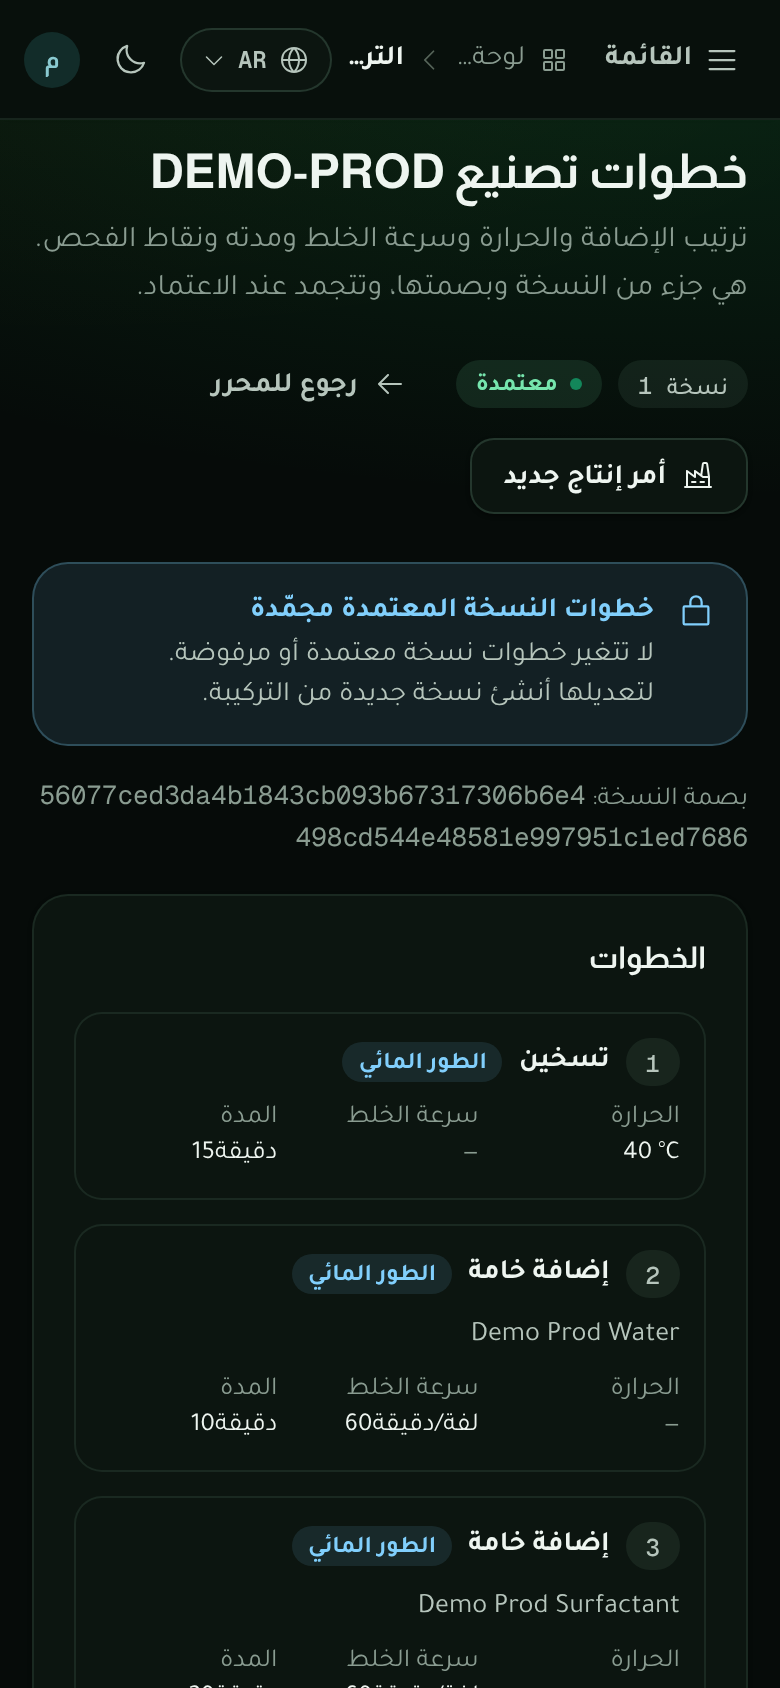 القائمة
لوحة...
التر...
AR
م
خطوات تصنيع DEMO-PROD
ترتيب الإضافة والحرارة وسرعة الخلط ومدته ونقاط الفحص.
هي جزء من النسخة وبصمتها، وتتجمد عند الاعتماد.
نسخة 1
معتمدة
رجوع للمحرر
أمر إنتاج جديد
خطوات النسخة المعتمدة مجمّدة
لا تتغير خطوات نسخة معتمدة أو مرفوضة.
لتعديلها أنشئ نسخة جديدة من التركيبة.
بصمة النسخة: 56077ced3da4b1843cb093b67317306b6e4
498cd544e48581e997951c1ed7686
الخطوات
1 تسخين الطور المائي
الحرارة سرعة الخلط المدة
40 °C – 15دقيقة
2 إضافة خامة الطور المائي
Demo Prod Water
الحرارة سرعة الخلط المدة
– 60لفة/دقيقة 10دقيقة
3 إضافة خامة الطور المائي
Demo Prod Surfactant
الحرارة سرعة الخلط المدة